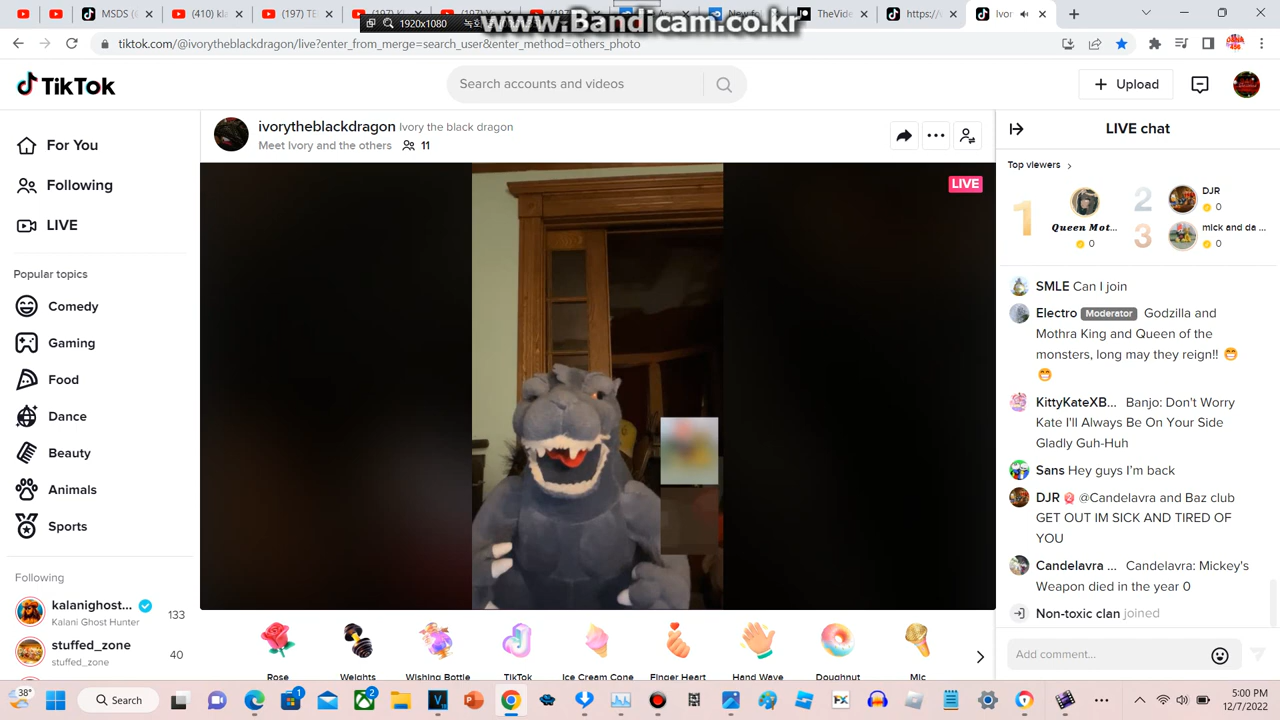 MSDS (
(410) kl
(197) TE
1920x1080
www.Bandicam.co.kr
TheVide
https://
Ivor
tiktok.com/@ivorytheblackdragon/live?enter_from_merge=search_user&enter_method=others_photo
TikTok
Search accounts and videos
+ Upload
For You
Following
LIVE
Popular topics
Comedy
Gaming
Food
Dance
Beauty
Animals
Sports
Following
kalanighost...
Kalani Ghost Hunter
133
stuffed_zone
stuffed_zone
40
ivorytheblackdragon Ivory the black dragon
Meet Ivory and the others 11
LIVE
Rose
Weights
Wishing Bottle
TikTok
Ice Cream Cone
Finger Heart
Hand Wave
Doughnut
Mic
LIVE chat
Top viewers >
1
Queen Mot...
0
2
DJR
0
3
mick and da ...
0
SMLE Can I join
Electro Moderator Godzilla and
Mothra King and Queen of the
monsters, long may they reign!!
KittyKateXB... Banjo: Don't Worry
Kate I'll Always Be On Your Side
Gladly Guh-Huh
Sans Hey guys I'm back
DJR @Candelavra and Baz club
GET OUT IM SICK AND TIRED OF
YOU
Candelavra ... Candelavra: Mickey's
Weapon died in the year 0
Non-toxic clan joined
Add comment...
38°
Search
1
2
5:00 PM
12/7/2022